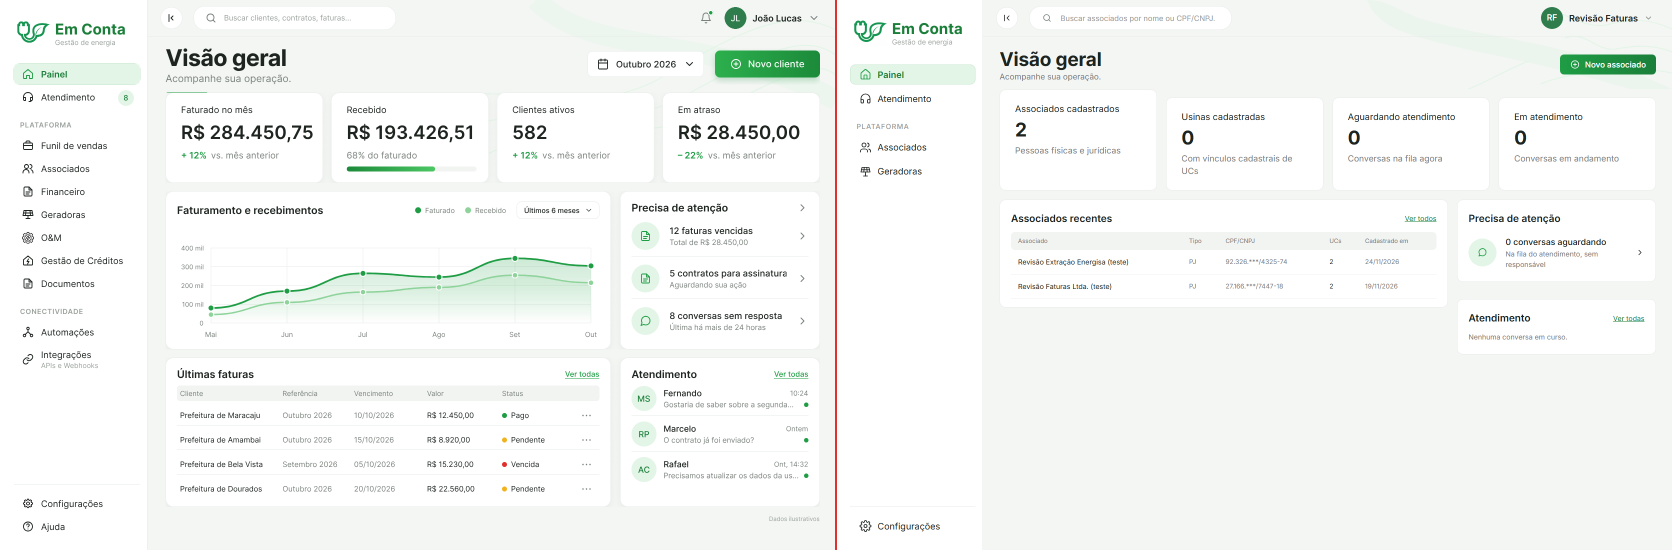 Em Conta
Gestão de energia
Painel
Atendimento 8
PLATAFORMA
Funil de vendas
Associados
Financeiro
Geradoras
O&M
Gestão de Créditos
Documentos
CONECTIVIDADE
Automações
Integrações
APIs e Webhooks
Configurações
Ajuda
Buscar clientes, contratos, faturas...
JL João Lucas
Visão geral
Acompanhe sua operação.
Outubro 2026
Novo cliente
Faturado no mês
R$ 284.450,75
+ 12% vs. mês anterior
Recebido
R$ 193.426,51
68% do faturado
Clientes ativos
582
+ 12% vs. mês anterior
Em atraso
R$ 28.450,00
− 22% vs. mês anterior
Faturamento e recebimentos
Faturado Recebido Últimos 6 meses
400 mil
300 mil
200 mil
100 mil
0
Mai Jun Jul Ago Set Out
Precisa de atenção
12 faturas vencidas
Total de R$ 28.450,00
5 contratos para assinatura
Aguardando sua ação
8 conversas sem resposta
Última há mais de 24 horas
Últimas faturas Ver todas
Cliente Referência Vencimento Valor Status
Prefeitura de Maracaju Outubro 2026 10/10/2026 R$ 12.450,00 Pago ...
Prefeitura de Amambai Outubro 2026 15/10/2026 R$ 8.920,00 Pendente ...
Prefeitura de Bela Vista Setembro 2026 05/10/2026 R$ 15.230,00 Vencida ...
Prefeitura de Dourados Outubro 2026 20/10/2026 R$ 22.560,00 Pendente ...
Atendimento Ver todas
MS Fernando 10:24
Gostaria de saber sobre a segunda...
RP Marcelo Ontem
O contrato já foi enviado?
AC Rafael Ont, 14:32
Precisamos atualizar os dados da us...
Dados ilustrativos
Em Conta
Gestão de energia
Painel
Atendimento
PLATAFORMA
Associados
Geradoras
Configurações
Buscar associados por nome ou CPF/CNPJ.
RF Revisão Faturas
Visão geral
Acompanhe sua operação.
Novo associado
Associados cadastrados
2
Pessoas físicas e jurídicas
Usinas cadastradas
0
Com vínculos cadastrais de
UCs
Aguardando atendimento
0
Conversas na fila agora
Em atendimento
0
Conversas em andamento
Associados recentes Ver todos
Associado Tipo CPF/CNPJ UCs Cadastrado em
Revisão Extração Energisa (teste) PJ 92.326.***/4325-74 2 24/11/2026
Revisão Faturas Ltda. (teste) PJ 27.166.***/7447-18 2 19/11/2026
Precisa de atenção
0 conversas aguardando
Na fila do atendimento, sem
responsável
Atendimento Ver todas
Nenhuma conversa em curso.